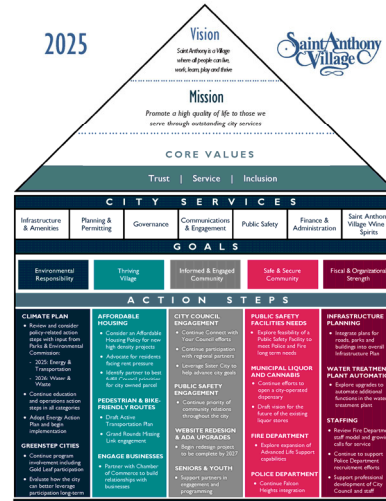 2025
Vision
Saint Anthony is a Village
where all people can live,
work, learn, play and thrive
Saint Anthony
Village
Mission
Promote a high quality of life to those we
serve through outstanding city services
CORE VALUES
Trust | Service | Inclusion
CITY SERVICES
Infrastructure
& Amenities
Planning &
Permitting
Governance
Communications
& Engagement
Public Safety
Finance &
Administration
Saint Anthony
Village Wine
Spirits
GOALS
Environmental
Responsibility
Thriving
Village
Informed & Engaged
Community
Safe & Secure
Community
Fiscal & Organizational
Strength
ACTION STEPS
CLIMATE PLAN
• Review and consider
policy-related action
steps with input from
Parks & Environmental
Commission:
- 2025: Energy &
Transportation
- 2026: Water &
Waste
• Continue education
and operations action
steps in all categories
• Adopt Energy Action
Plan and begin
implementation
GREENSTEP CITIES
• Continue program
involvement including
Gold Leaf participation
• Evaluate how the city
can better leverage
participation long-term
AFFORDABLE
HOUSING
• Consider an Affordable
Housing Policy for new
high density projects
• Advocate for residents
facing rent pressure
• Identify partner to best
for city owned parcel
PEDESTRIAN & BIKE-
FRIENDLY ROUTES
• Draft Active
Transportation Plan
• Grand Rounds Missing
Link engagement
ENGAGE BUSINESSES
• Partner with Chamber
of Commerce to build
relationships with
businesses
CITY COUNCIL
ENGAGEMENT
• Continue Connect with
Your Council efforts
• Continue participation
with regional partners
• Leverage Sister City to
help advance city goals
PUBLIC SAFETY
ENGAGEMENT
• Continue priority of
community relations
throughout the city
WEBSITE REDESIGN
& ADA UPGRADES
• Begin redesign project
to be completed by 2027
SENIORS & YOUTH
• Support partners in
engagement and
programming
PUBLIC SAFETY
FACILITIES NEEDS
• Explore feasibility of a
Public Safety Facility to
meet Police and Fire
long term needs
MUNICIPAL LIQUOR
AND CANNABIS
• Continue efforts to
open a city-operated
dispensary
• Draft vision for the
future of the existing
liquor stores
FIRE DEPARTMENT
• Explore expansion of
Advanced Life Support
capabilities
POLICE DEPARTMENT
• Continue Falcon
Heights integration
INFRASTRUCTURE
PLANNING
• Integrate plans for
roads, parks and
buildings into overall
Infrastructure Plan
WATER TREATMENT
PLANT AUTOMATION
• Explore upgrades to
automate additional
functions in the water
treatment plant.
STAFFING
• Review Fire Department
staff model and growing
calls for service
• Continue to support
Police Department
recruitment efforts
• Support professional
development of City
Council and staff